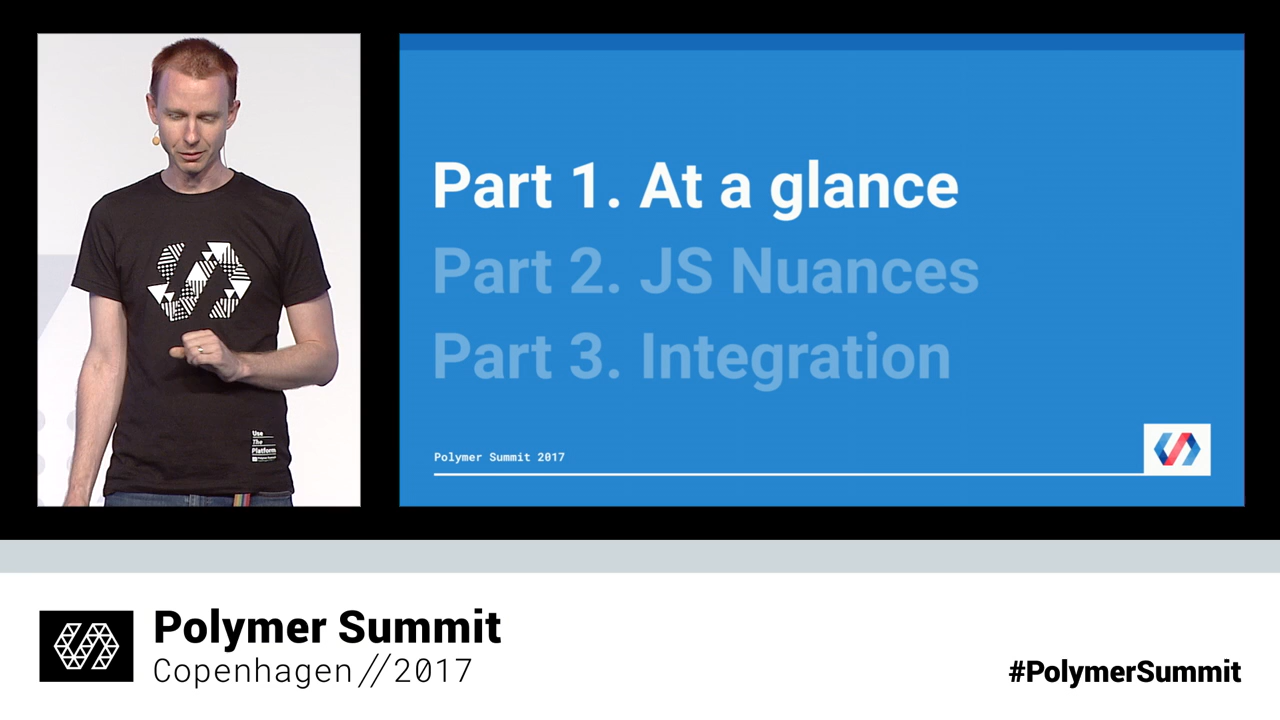 Part 1. At a glance
Part 2. JS Nuances
Part 3. Integration
Polymer Summit 2017
Use
The
Platform
Polymer Summit
Copenhagen//2017
#PolymerSummit